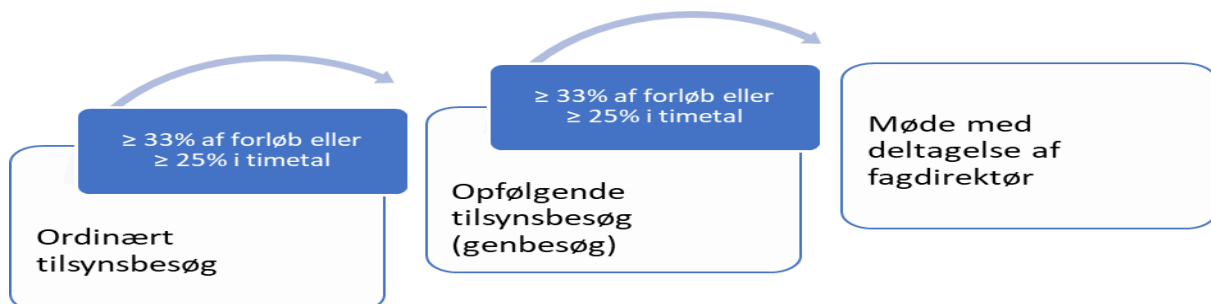 ≥ 33% af forløb eller
≥ 25% i timetal
Ordinært
tilsynsbesøg
≥ 33% af forløb eller
≥ 25% i timetal
Opfølgende
tilsynsbesøg
(genbesøg)
Møde med
deltagelse af
fagdirektør